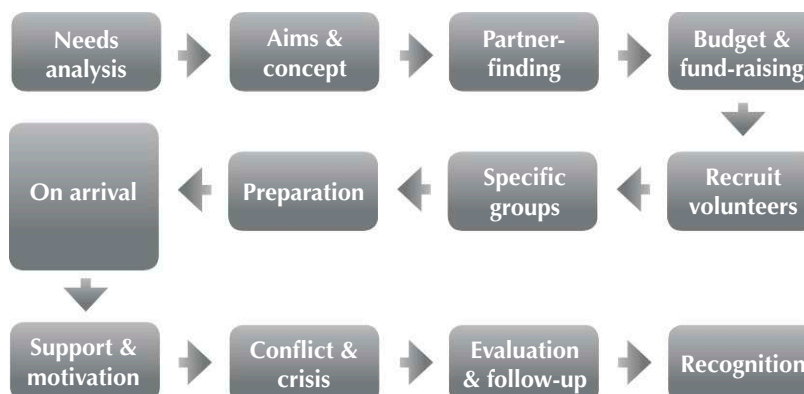 Needs
analysis
Aims &
concept
Partner-
finding
Budget &
fund-raising
Recruit
volunteers
Specific
groups
Preparation
On arrival
Support &
motivation
Conflict &
crisis
Evaluation
& follow-up
Recognition